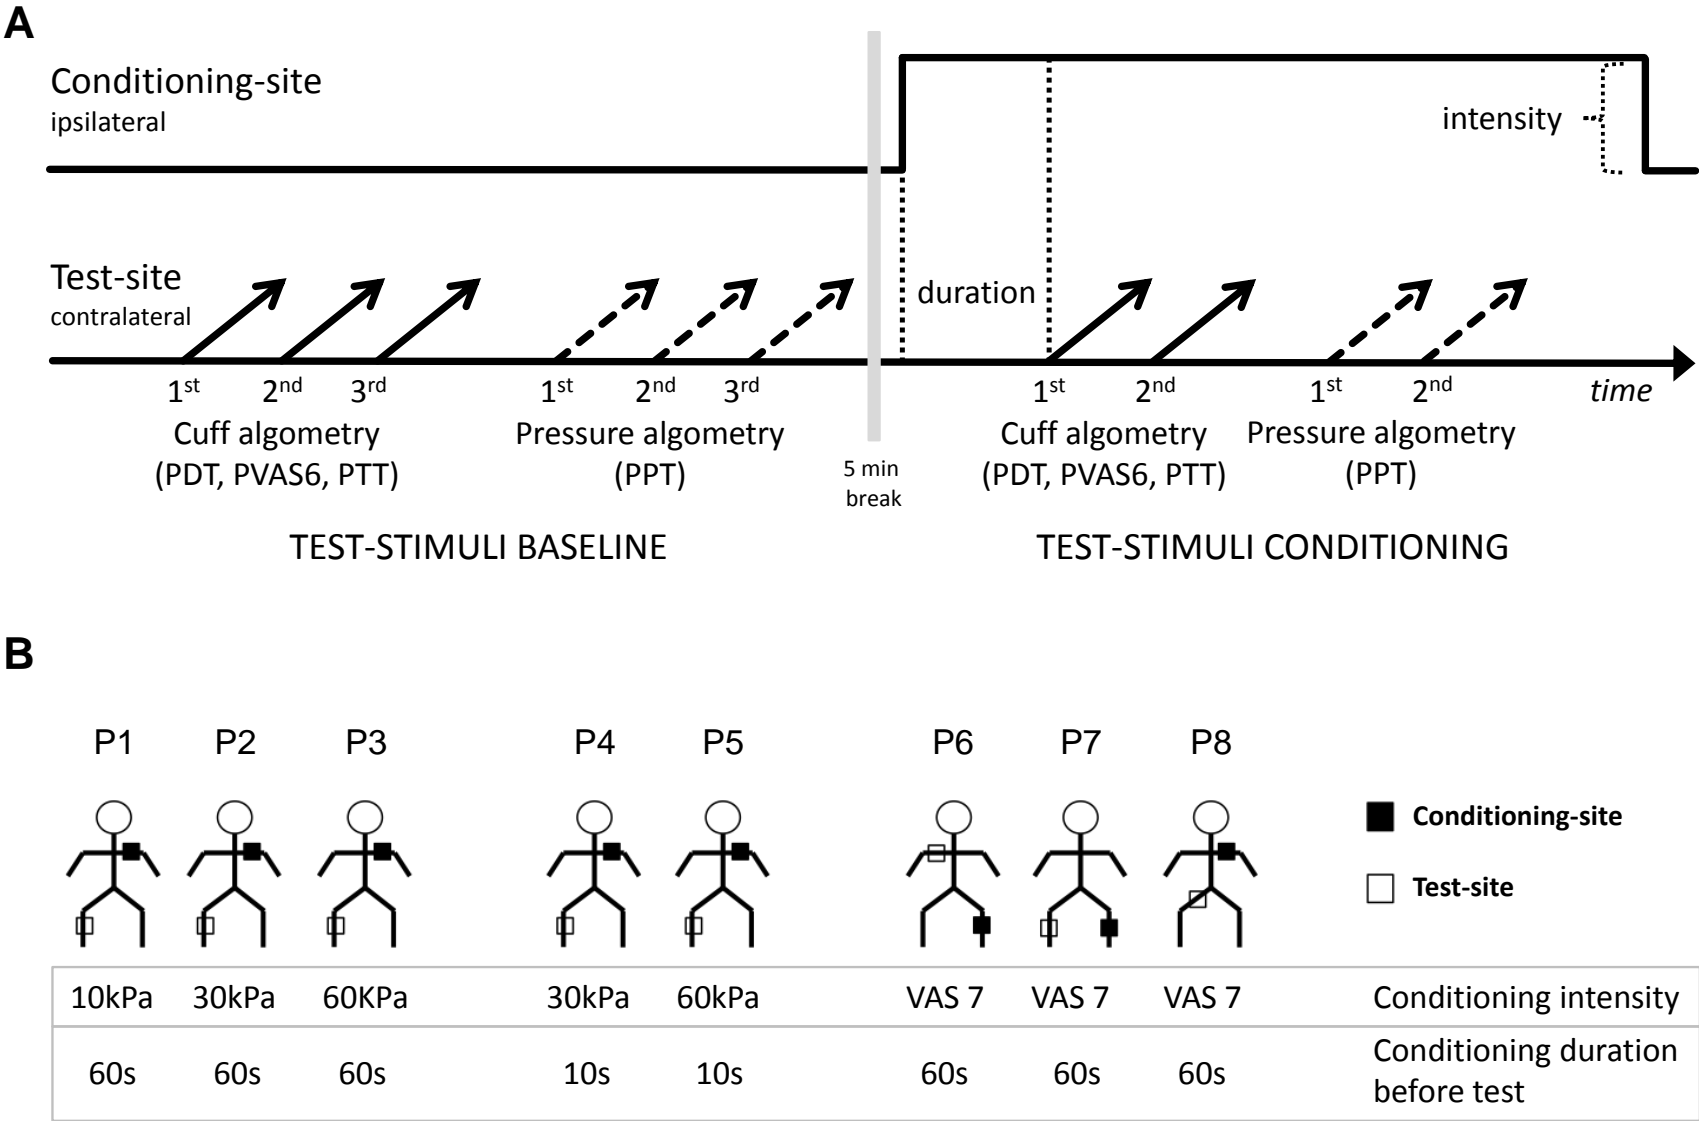 A
Conditioning-site
ipsilateral
intensity
Test-site
contralateral
duration
1st 2nd 3rd 1st 2nd 3rd 1st 2nd 1st 2nd time
Cuff algometry Pressure algometry Cuff algometry Pressure algometry
(PDT, PVAS6, PTT) (PPT) (PDT, PVAS6, PTT) (PPT)
5 min
break
TEST-STIMULI BASELINE TEST-STIMULI CONDITIONING
B
P1 P2 P3 P4 P5 P6 P7 P8
Conditioning-site
Test-site
10kPa 30kPa 60KPa 30kPa 60kPa VAS 7 VAS 7 VAS 7 Conditioning intensity
60s 60s 60s 10s 10s 60s 60s 60s Conditioning duration
before test